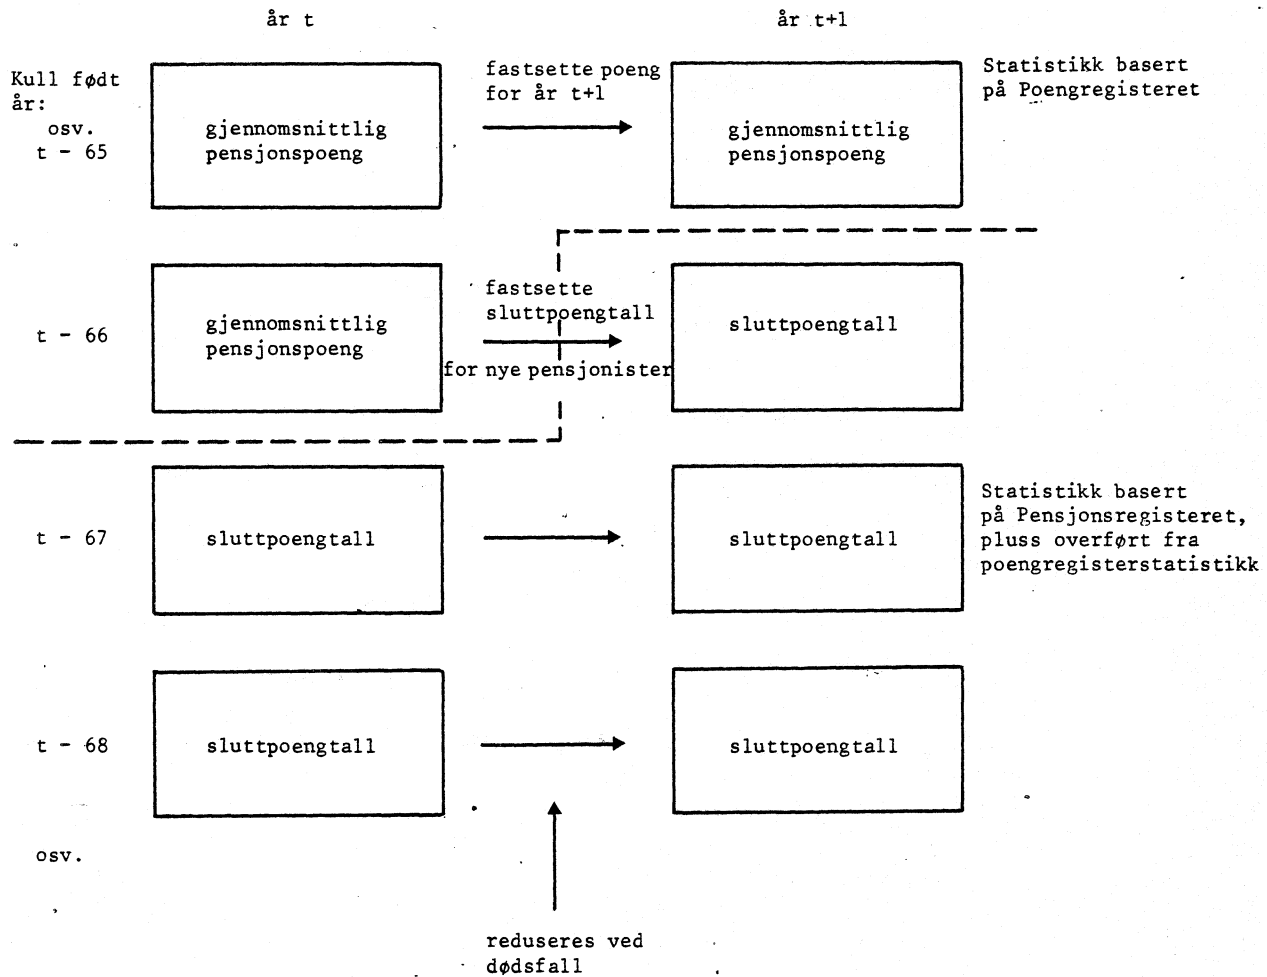 år t
år t+1
Kull født
år:
osv.
t - 65
gjennomsnittlig
pensjonspoeng
fastsette poeng
for år t+1
gjennomsnittlig
pensjonspoeng
Statistikk basert
på Poengregisteret
t - 66
gjennomsnittlig
pensjonspoeng
fastsette
sluttpoengtall
for nye pensjonister
sluttpoengtall
t - 67
sluttpoengtall
sluttpoengtall
Statistikk basert
på Pensjonsregisteret,
pluss overført fra
poengregisterstatistikk
t - 68
sluttpoengtall
sluttpoengtall
osv.
reduseres ved
dødsfall